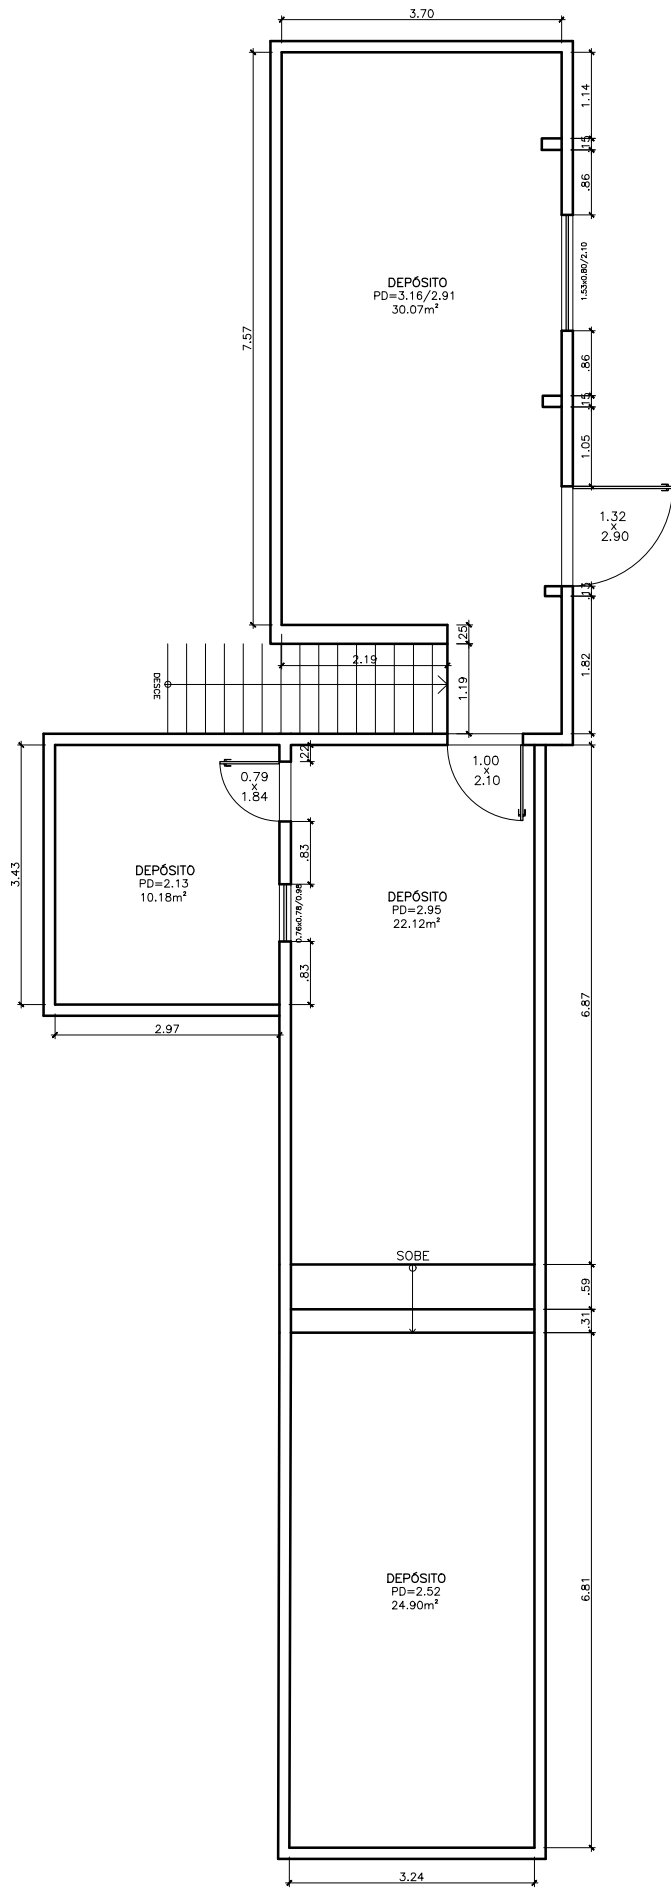 3.70
1.14
.15
.86
1.53x0.80/2.10
DEPÓSITO
PD=3.16/2.91
30.07m²
7.57
.86
.15
1.05
1.32
x
2.90
.13
.25
1.82
2.19
1.19
DESCE
.22
1.00
x
2.10
0.79
x
1.84
3.43
.83
DEPÓSITO
PD=2.13
10.18m²
0.76x0.78/0.98
DEPÓSITO
PD=2.95
22.12m²
.83
6.87
2.97
SOBE
.59
.31
DEPÓSITO
PD=2.52
24.90m²
6.81
3.24